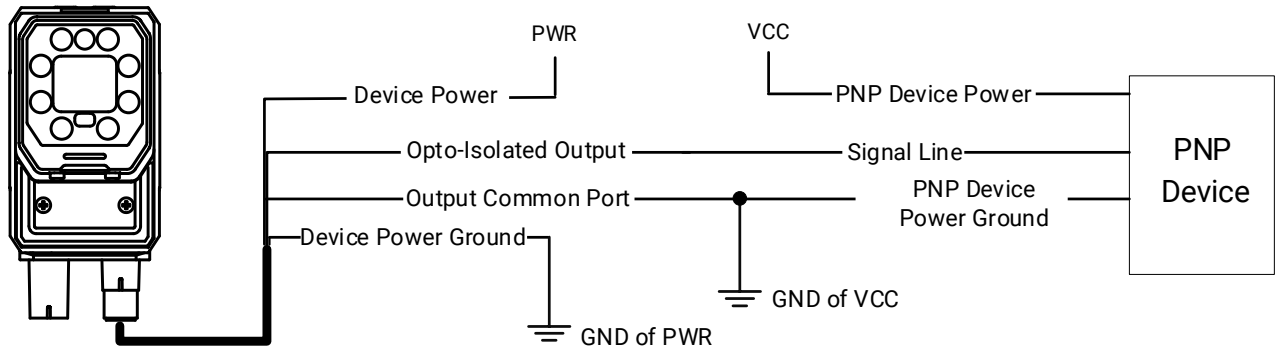 PWR
VCC
Device Power
PNP Device Power
Opto-Isolated Output
Signal Line
PNP
Device
Output Common Port
PNP Device
Power Ground
Device Power Ground
GND of VCC
GND of PWR